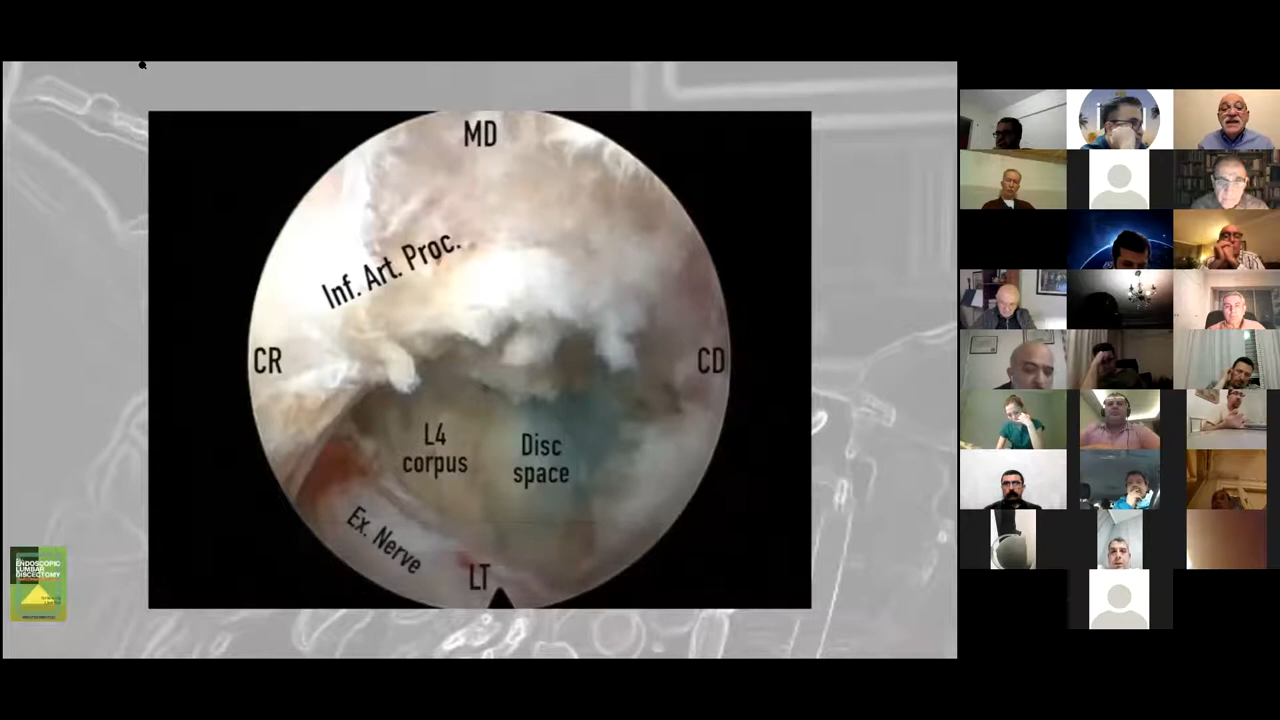 MD
Inf. Art. Proc.
CR
CD
L4
corpus
Disc
space
Ex. Nerve
LT
ENDOSCOPIC
LUMBAR
DISCECTOMY